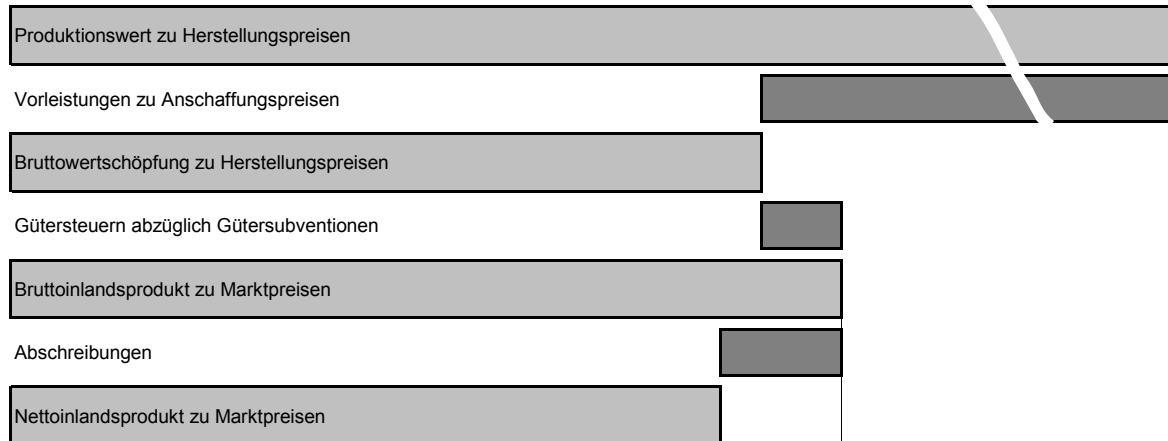 Produktionswert zu Herstellungspreisen
Vorleistungen zu Anschaffungspreisen
Bruttowertschöpfung zu Herstellungspreisen
Gütersteuern abzüglich Gütersubventionen
Bruttoinlandsprodukt zu Marktpreisen
Abschreibungen
Nettoinlandsprodukt zu Marktpreisen